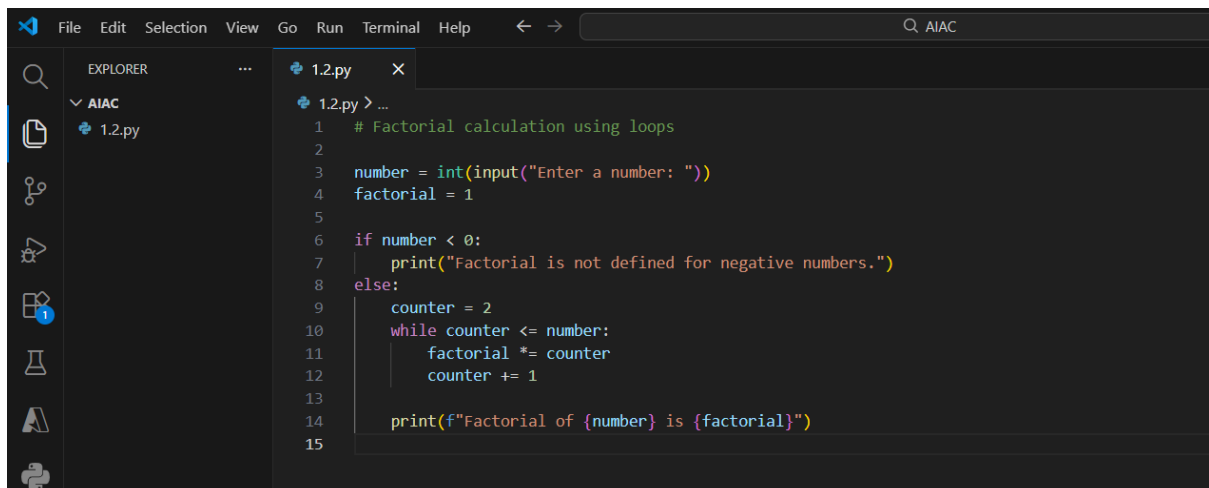 File Edit Selection View Go Run Terminal Help ← → AIAC
EXPLORER ...
AIAC
1.2.py
1
1.2.py ×
1.2.py > ...
1 # Factorial calculation using loops
2
3 number = int(input("Enter a number: "))
4 factorial = 1
5
6 if number < 0:
7     print("Factorial is not defined for negative numbers.")
8 else:
9     counter = 2
10     while counter <= number:
11         factorial *= counter
12         counter += 1
13
14     print(f"Factorial of {number} is {factorial}")
15